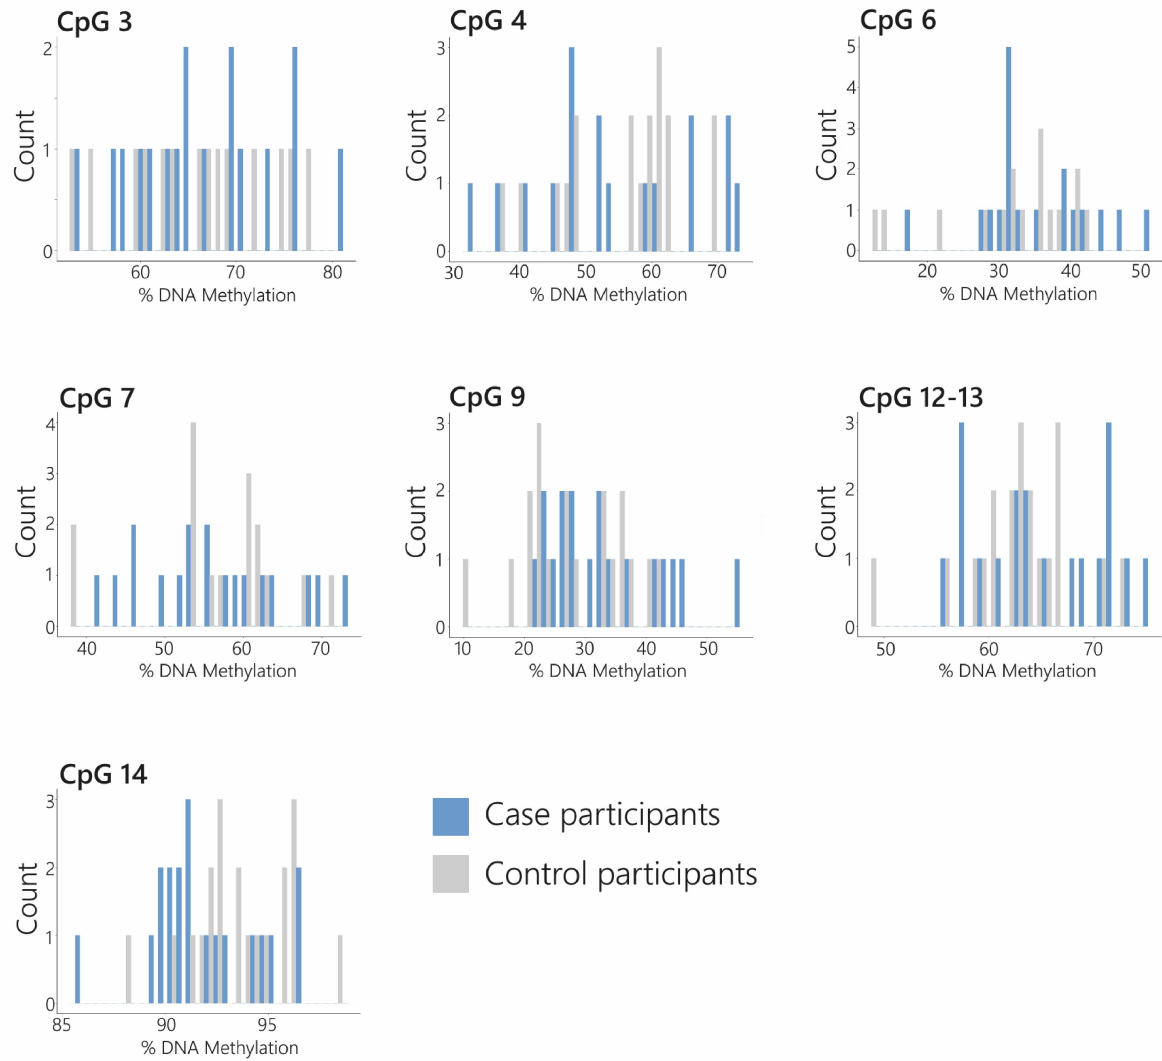 CpG 3
CpG 4
CpG 6
2
1
0
Count
60
70
80
% DNA Methylation
3
2
1
0
Count
30
40
50
60
70
% DNA Methylation
5
4
3
2
1
0
Count
20
30
40
50
% DNA Methylation
CpG 7
CpG 9
CpG 12-13
4
3
2
1
0
Count
40
50
60
70
% DNA Methylation
3
2
1
0
Count
10
20
30
40
50
% DNA Methylation
3
2
1
0
Count
50
60
70
% DNA Methylation
CpG 14
3
2
1
0
Count
85
90
95
% DNA Methylation
Case participants
Control participants